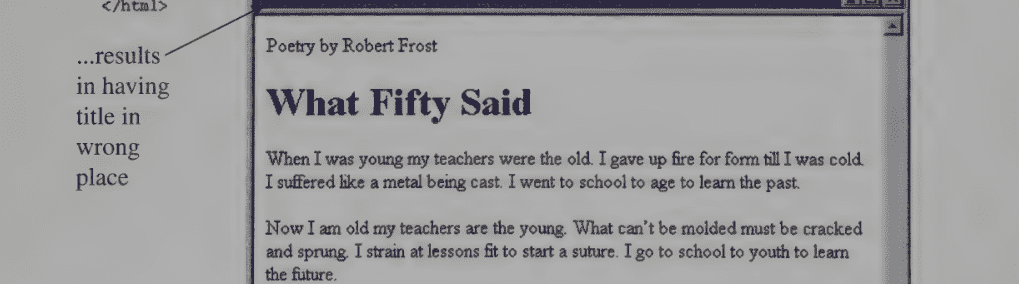 </html>
...results
in having
title in
wrong
place
Poetry by Robert Frost
What Fifty Said
When I was young my teachers were the old. I gave up fire for form till I was cold.
I suffered like a metal being cast. I went to school to age to learn the past.
Now I am old my teachers are the young. What can't be molded must be cracked
and sprung. I strain at lessons fit to start a suture. I go to school to youth to learn
the future.